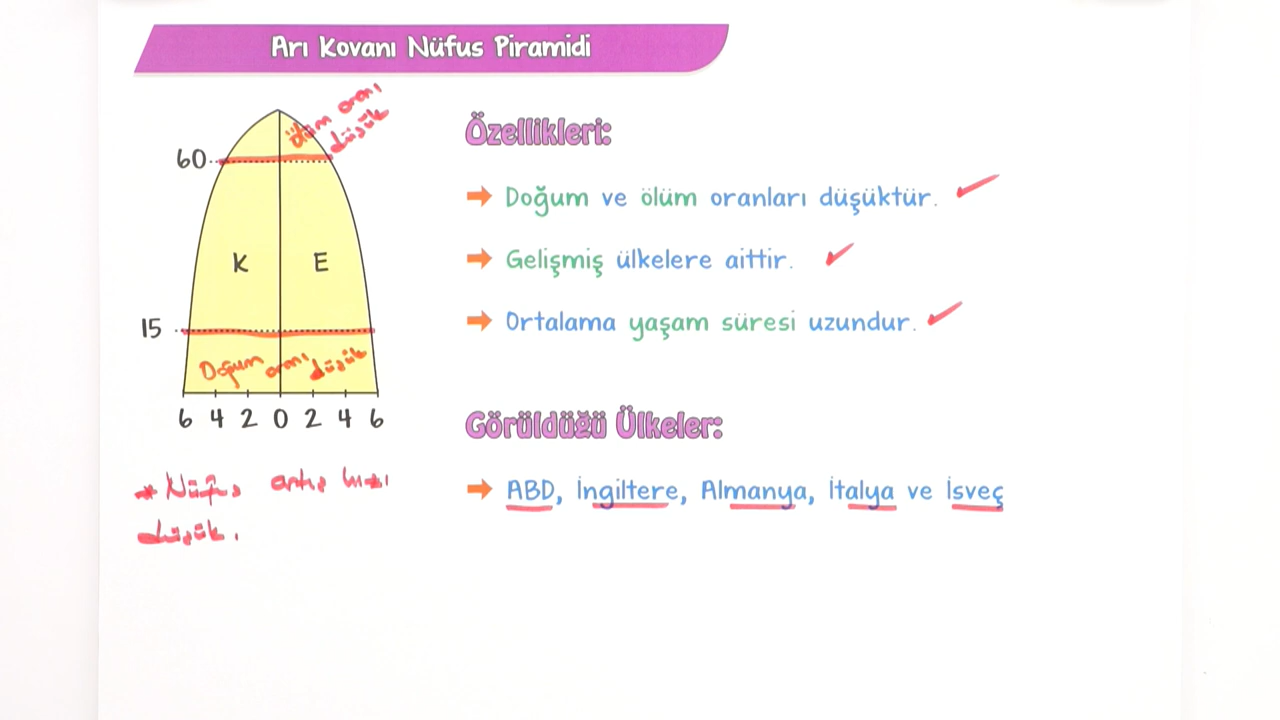 Arı Kovanı Nüfus Piramidi
ölüm oranı
düşük
60
K E
15
Doğum oranı düşük
6 4 2 0 2 4 6
* Nüfus artış hızı
düşük.
Özellikleri:
Doğum ve ölüm oranları düşüktür.
Gelişmiş ülkelere aittir.
Ortalama yaşam süresi uzundur.
Görüldüğü Ülkeler:
ABD, İngiltere, Almanya, İtalya ve İsveç